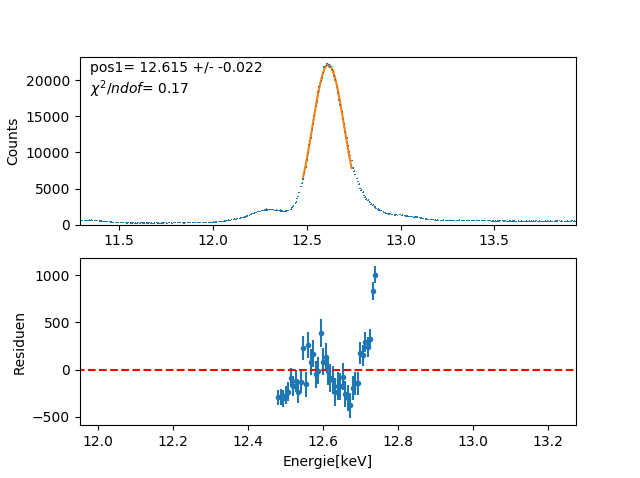 pos1= 12.615 +/- -0.022
χ²/ndof= 0.17
20000
15000
10000
5000
0
Counts
11.5 12.0 12.5 13.0 13.5
1000
500
0
−500
Residuen
12.0 12.2 12.4 12.6 12.8 13.0 13.2
Energie[keV]